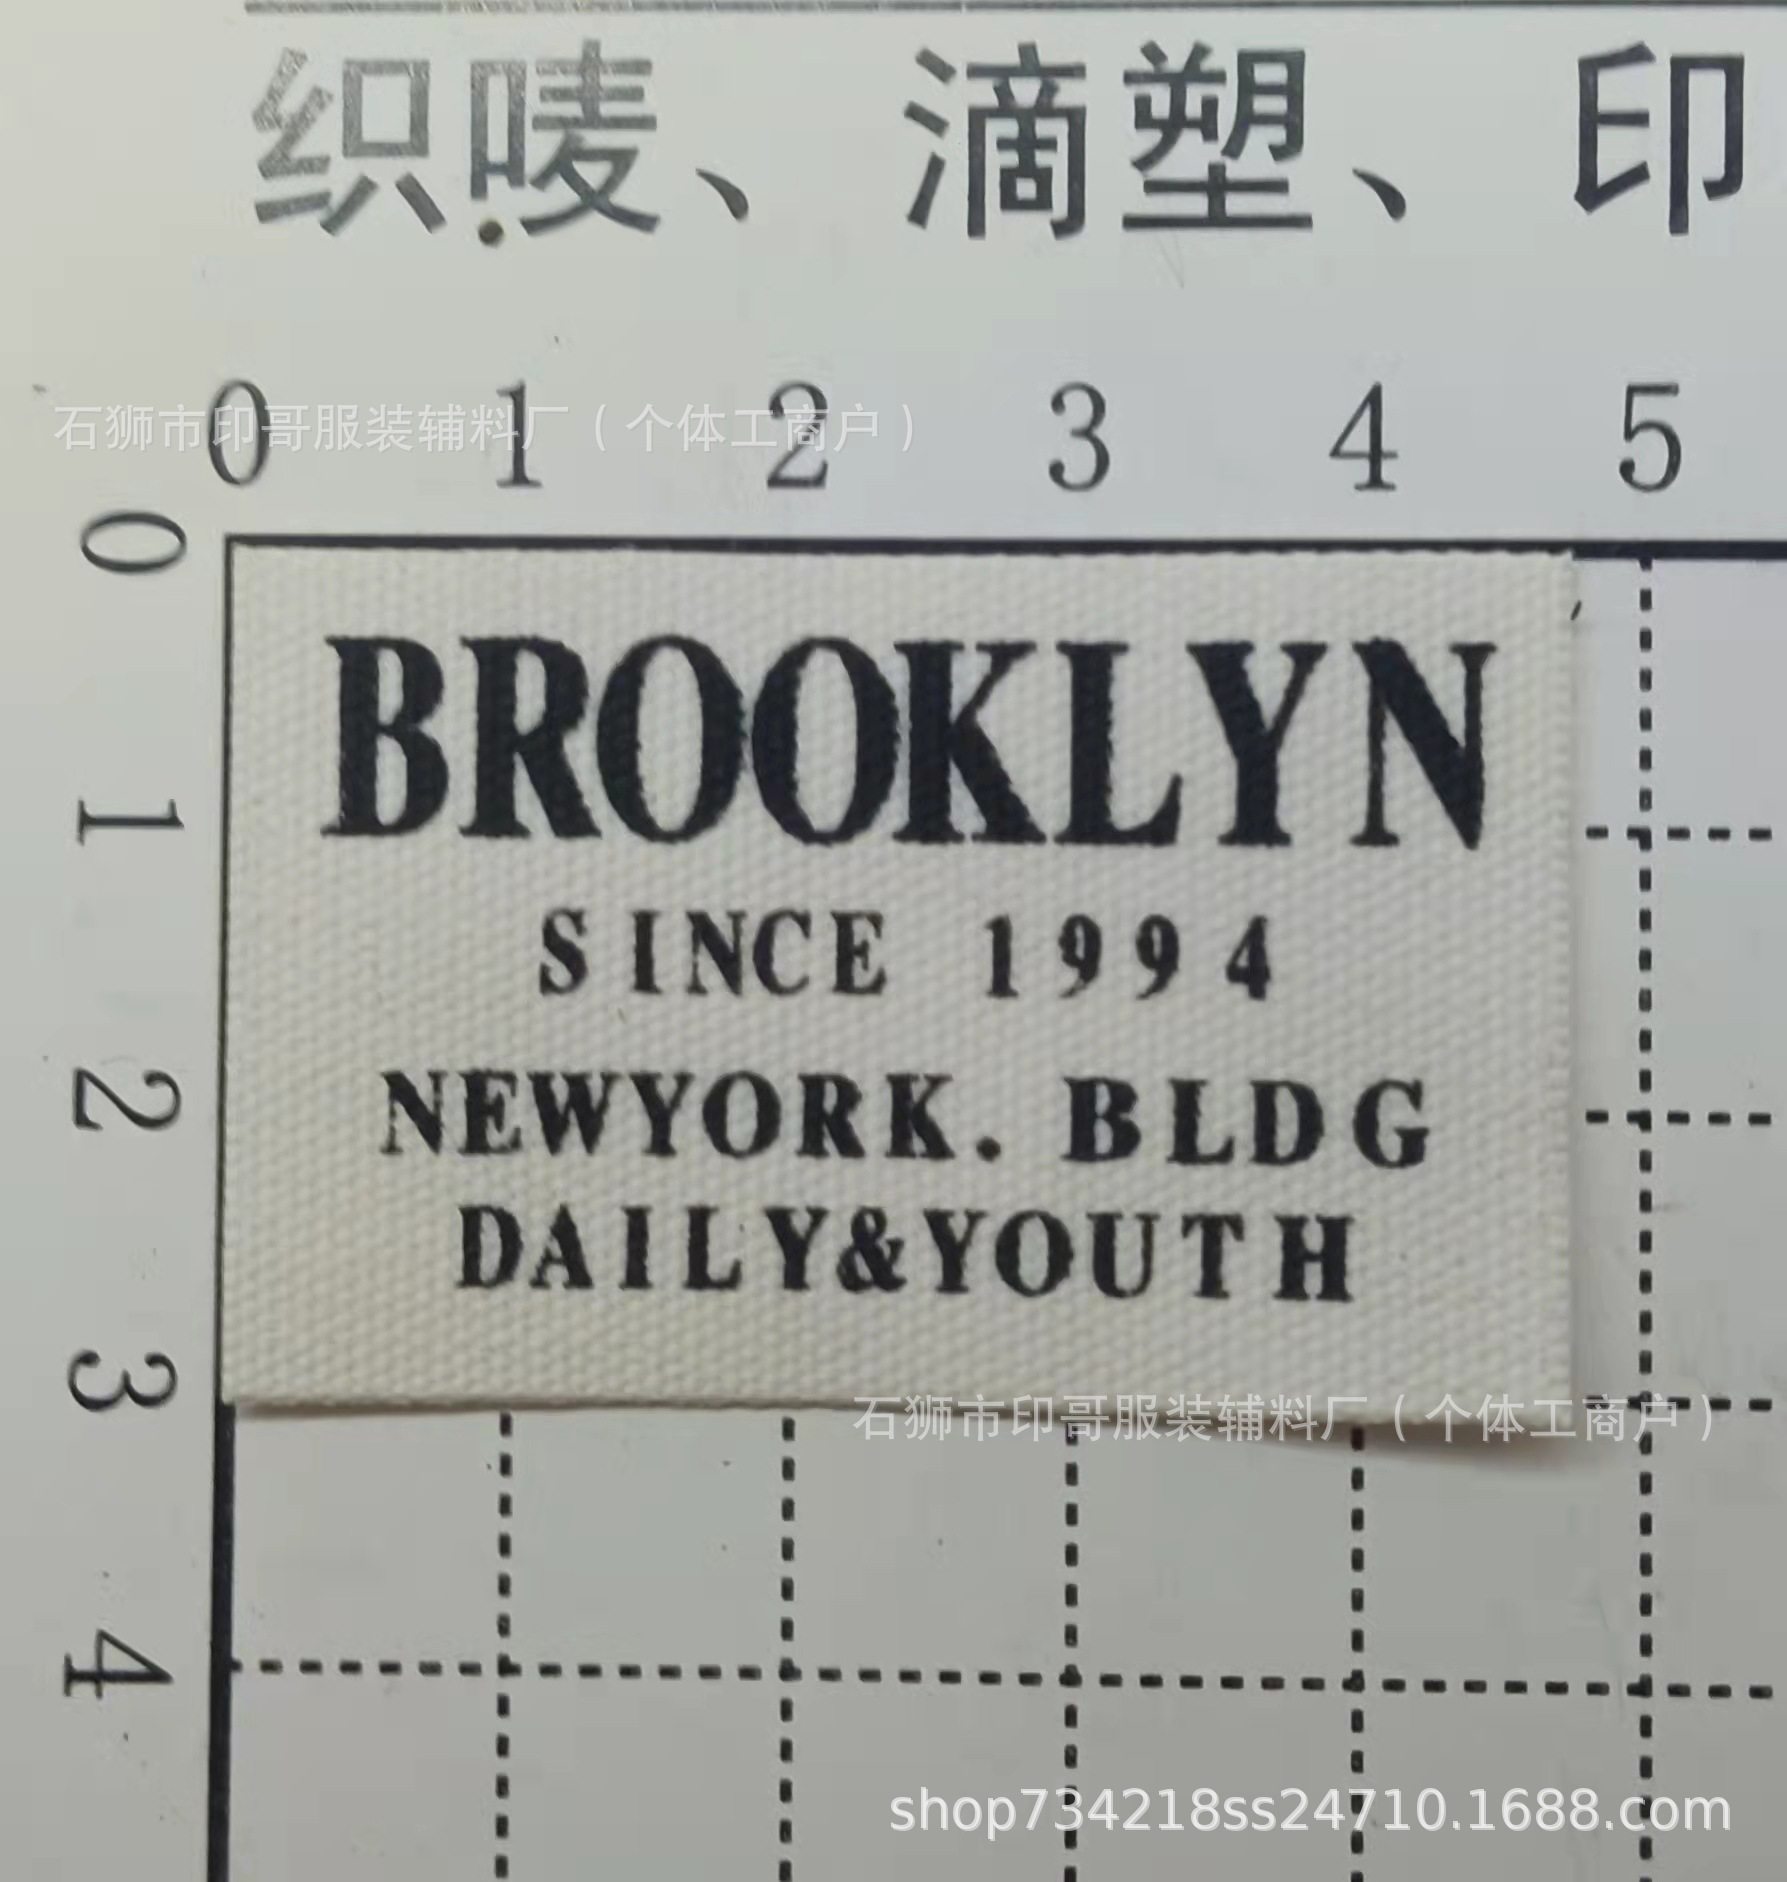 织唛、滴塑、印
0 1 2 3 4 5
石狮市印哥服装辅料厂（个体工商户）
0
BROOKLYN
1
SINCE 1994
2
NEWYORK. BLDG
DAILY&YOUTH
3
石狮市印哥服装辅料厂（个体工商户）
4
shop734218ss24710.1688.com